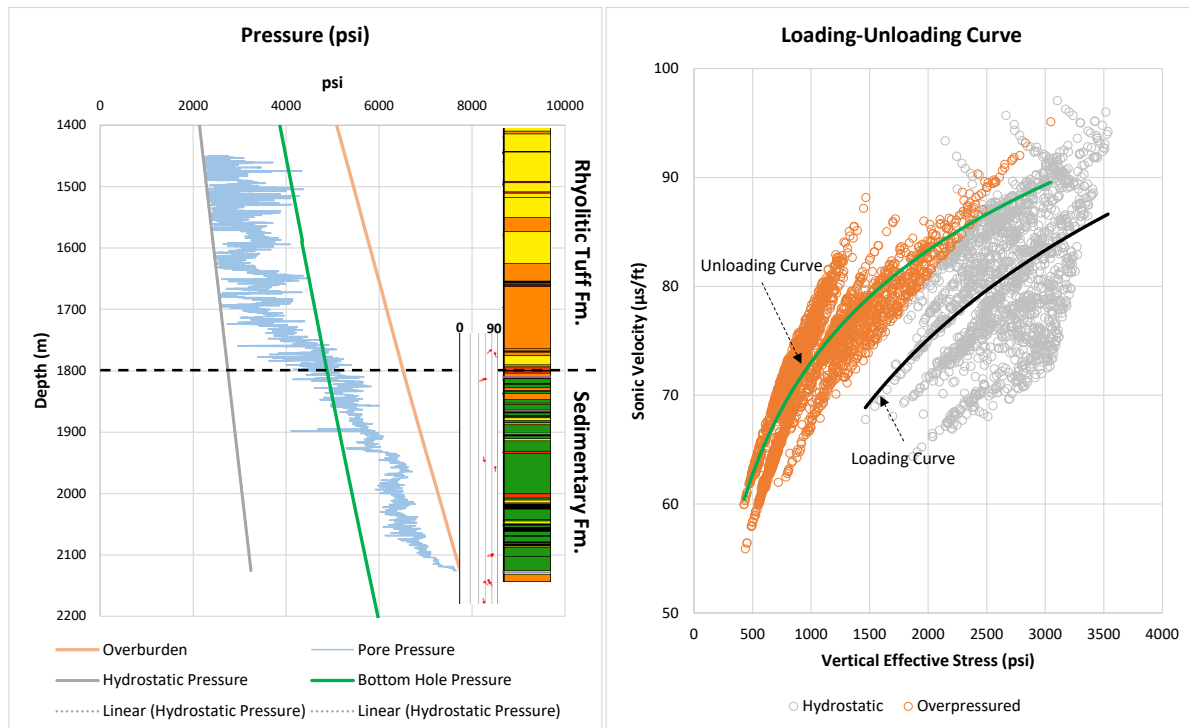 Pressure (psi)
psi
0 2000 4000 6000 8000 10000
1400
1500
1600
1700
1800
1900
2000
2100
2200
Depth (m)
0 90
Rhyolitic Tuff Fm.
Sedimentary Fm.
Overburden
Pore Pressure
Hydrostatic Pressure
Bottom Hole Pressure
Linear (Hydrostatic Pressure)
Linear (Hydrostatic Pressure)
Loading-Unloading Curve
100
90
80
70
60
50
Sonic Velocity (µs/ft)
Unloading Curve
Loading Curve
0 500 1000 1500 2000 2500 3000 3500 4000
Vertical Effective Stress (psi)
Hydrostatic
Overpressured